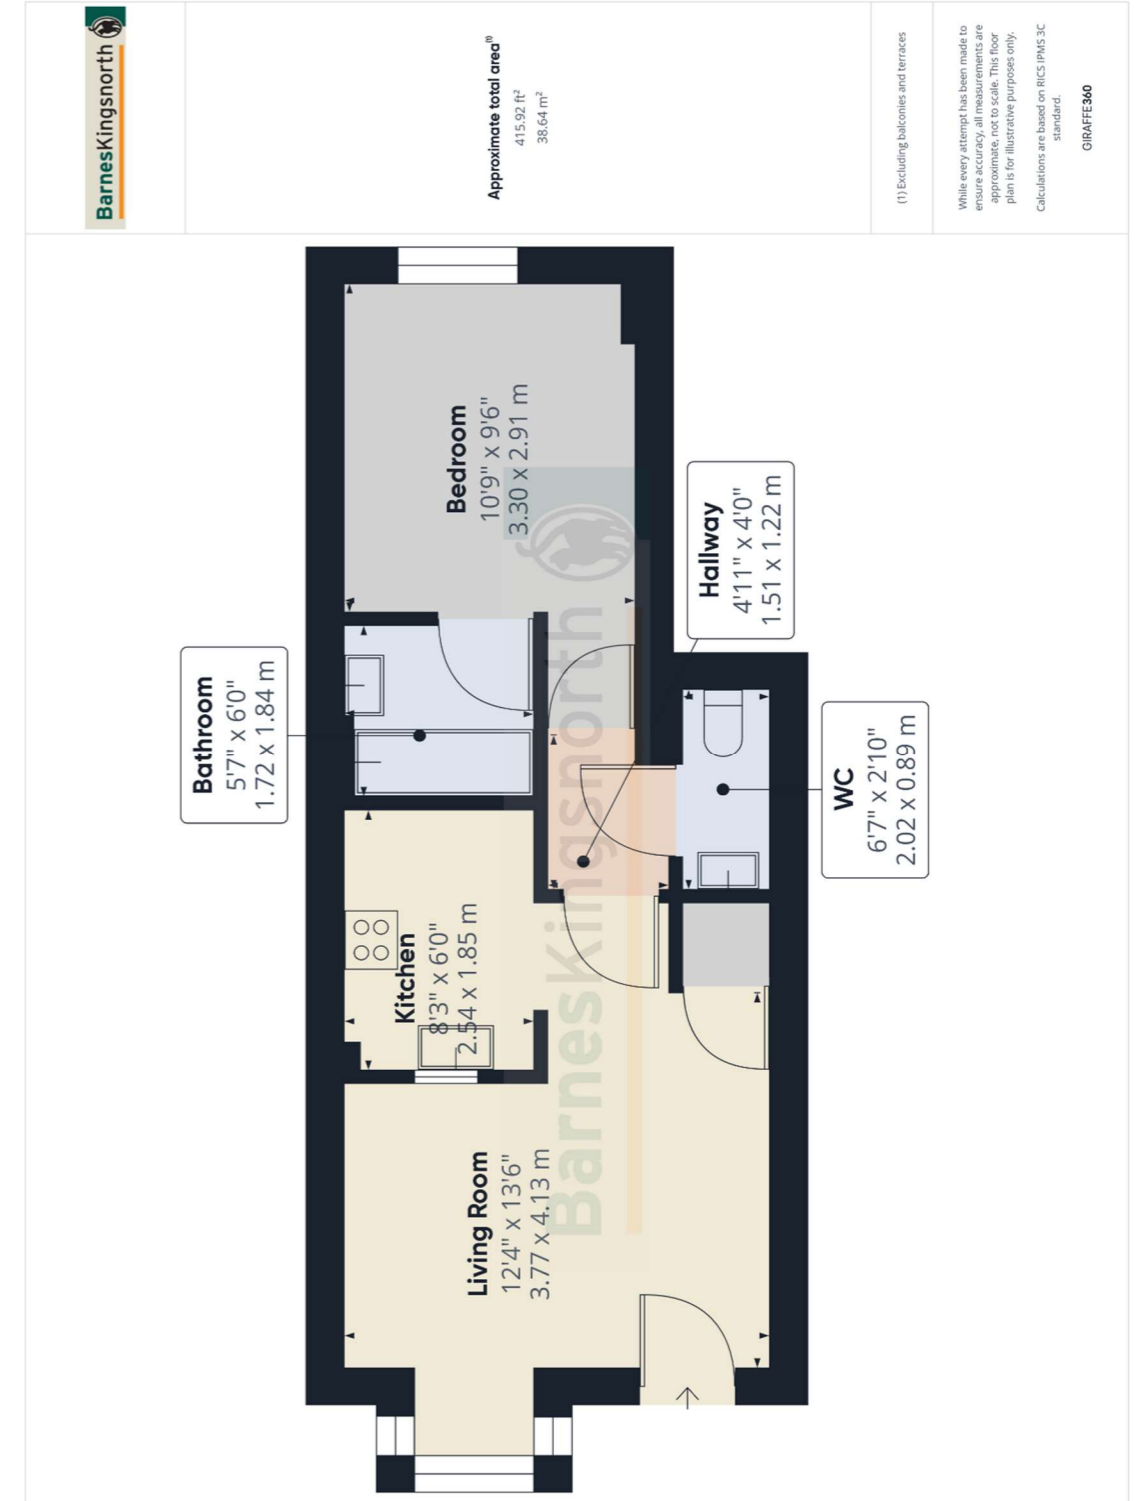 BarnesKingsnorth
Approximate total area⁽¹⁾
415.92 ft²
38.64 m²
(1) Excluding balconies and terraces
While every attempt has been made to
ensure accuracy, all measurements are
approximate, not to scale. This floor
plan is for illustrative purposes only.
Calculations are based on RICS IPMS 3C
standard.
GIRAFFE360
Bathroom
5'7" x 6'0"
1.72 x 1.84 m
Bedroom
10'9" x 9'6"
3.30 x 2.91 m
Hallway
4'11" x 4'0"
1.51 x 1.22 m
WC
6'7" x 2'10"
2.02 x 0.89 m
Kitchen
8'3" x 6'0"
2.54 x 1.85 m
Living Room
12'4" x 13'6"
3.77 x 4.13 m
BarnesKingsnorth